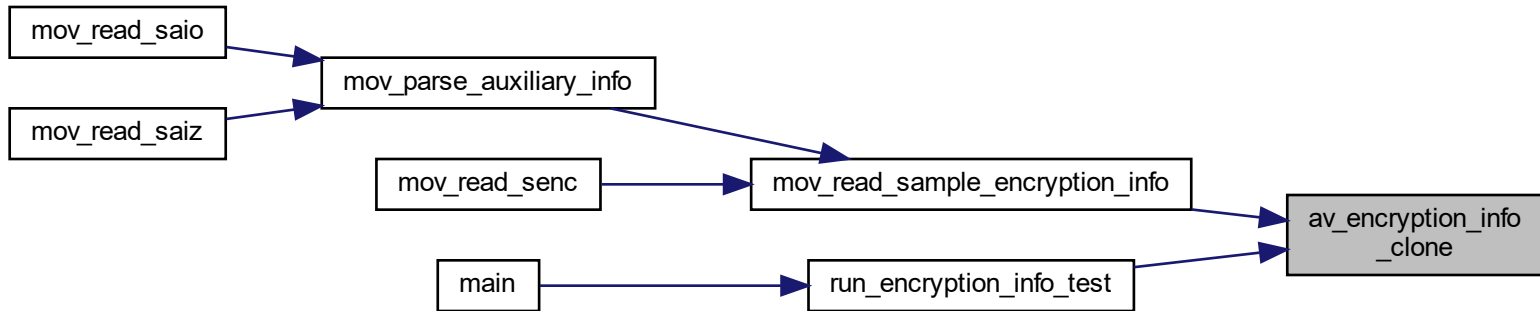 mov_read_saio
mov_parse_auxiliary_info
mov_read_saiz
mov_read_senc
mov_read_sample_encryption_info
av_encryption_info
_clone
main
run_encryption_info_test